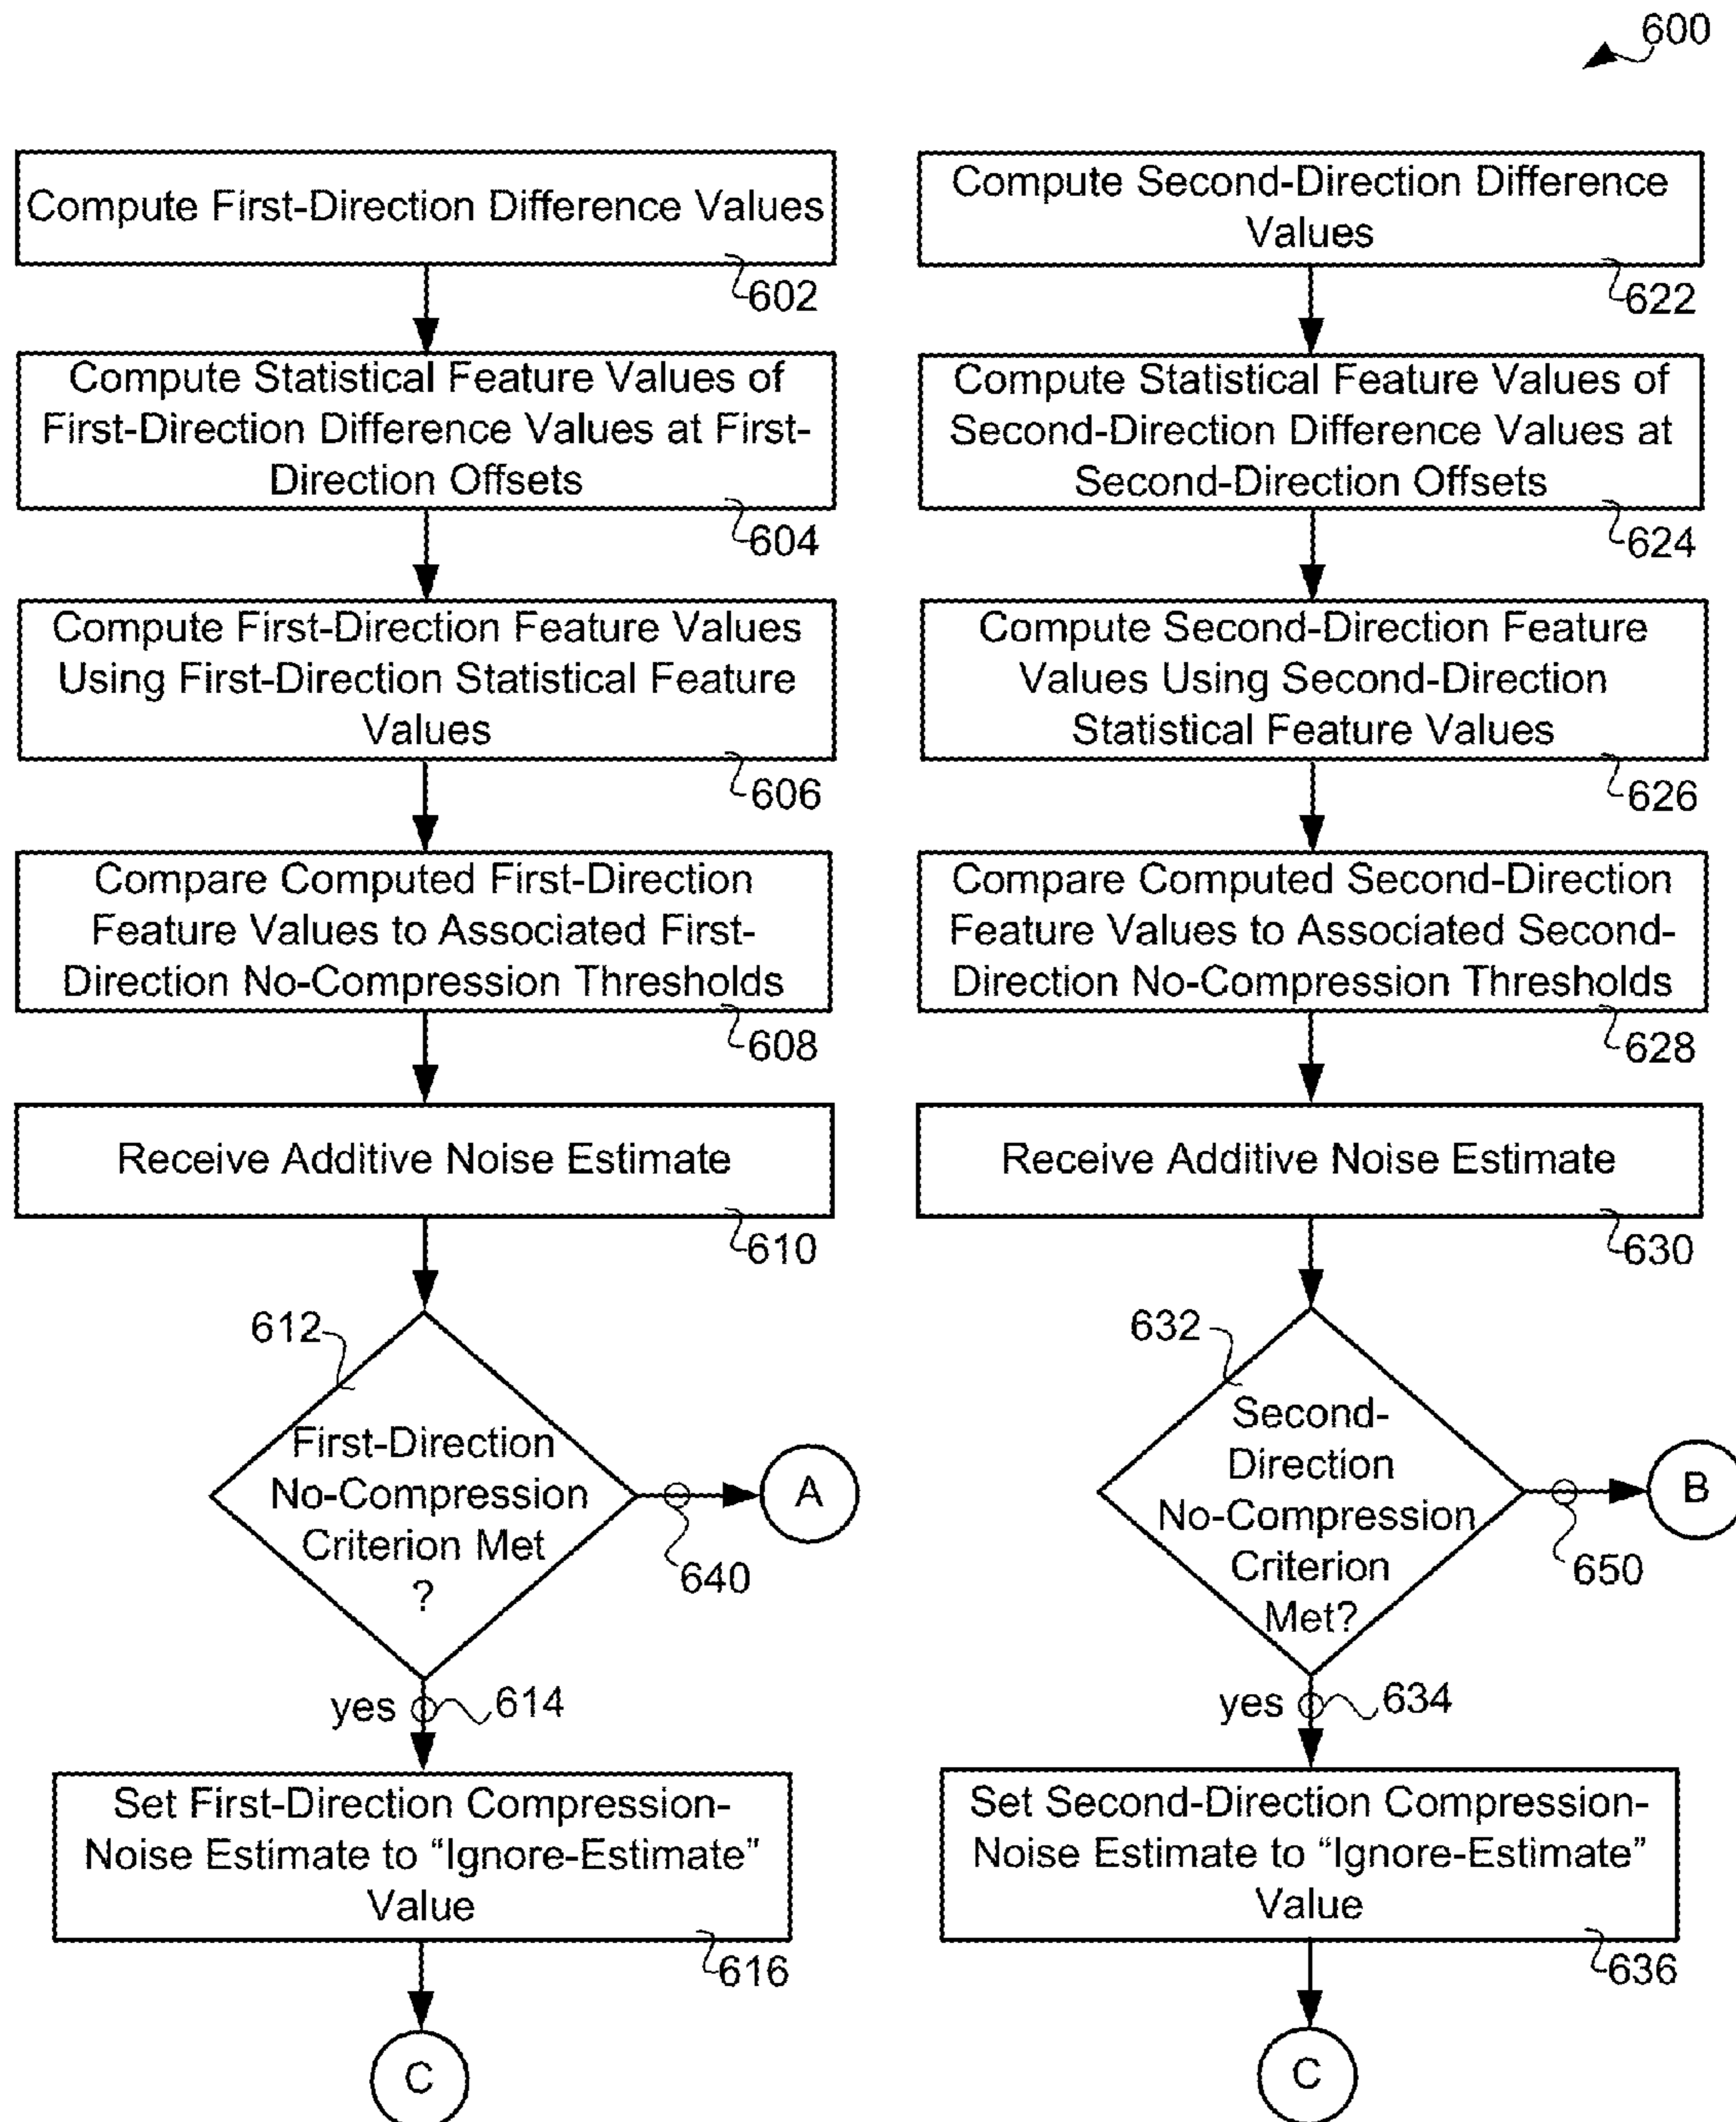 600
Compute First-Direction Difference Values
602
Compute Statistical Feature Values of
First-Direction Difference Values at First-
Direction Offsets
604
Compute First-Direction Feature Values
Using First-Direction Statistical Feature
Values
606
Compare Computed First-Direction
Feature Values to Associated First-
Direction No-Compression Thresholds
608
Receive Additive Noise Estimate
610
612
First-Direction
No-Compression
Criterion Met
?
640
A
yes
614
Set First-Direction Compression-
Noise Estimate to “Ignore-Estimate”
Value
616
C
Compute Second-Direction Difference
Values
622
Compute Statistical Feature Values of
Second-Direction Difference Values at
Second-Direction Offsets
624
Compute Second-Direction Feature
Values Using Second-Direction
Statistical Feature Values
626
Compare Computed Second-Direction
Feature Values to Associated Second-
Direction No-Compression Thresholds
628
Receive Additive Noise Estimate
630
632
Second-
Direction
No-Compression
Criterion
Met?
650
B
yes
634
Set Second-Direction Compression-
Noise Estimate to “Ignore-Estimate”
Value
636
C